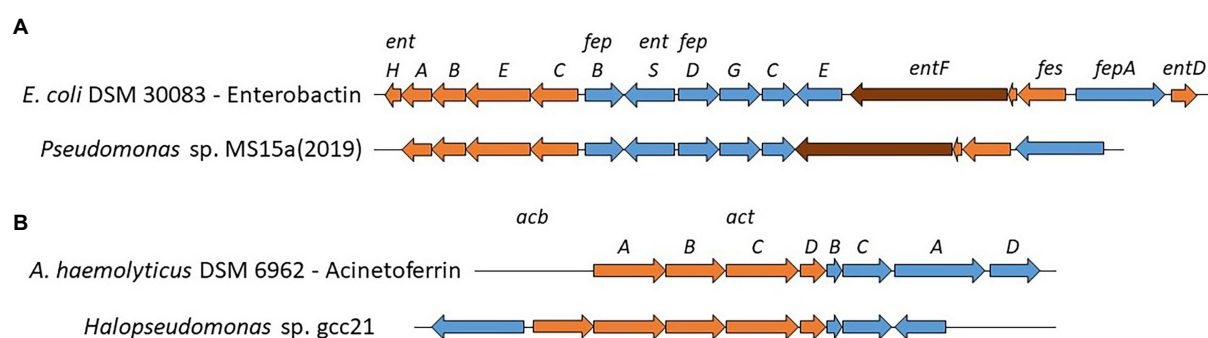 A
ent fep ent fep
H A B E C B S D G C E entF fes fepA entD
E. coli DSM 30083 - Enterobactin
Pseudomonas sp. MS15a(2019)
acb act
B
A B C D B C A D
A. haemolyticus DSM 6962 - Acinetoferrin
Halopseudomonas sp. gcc21